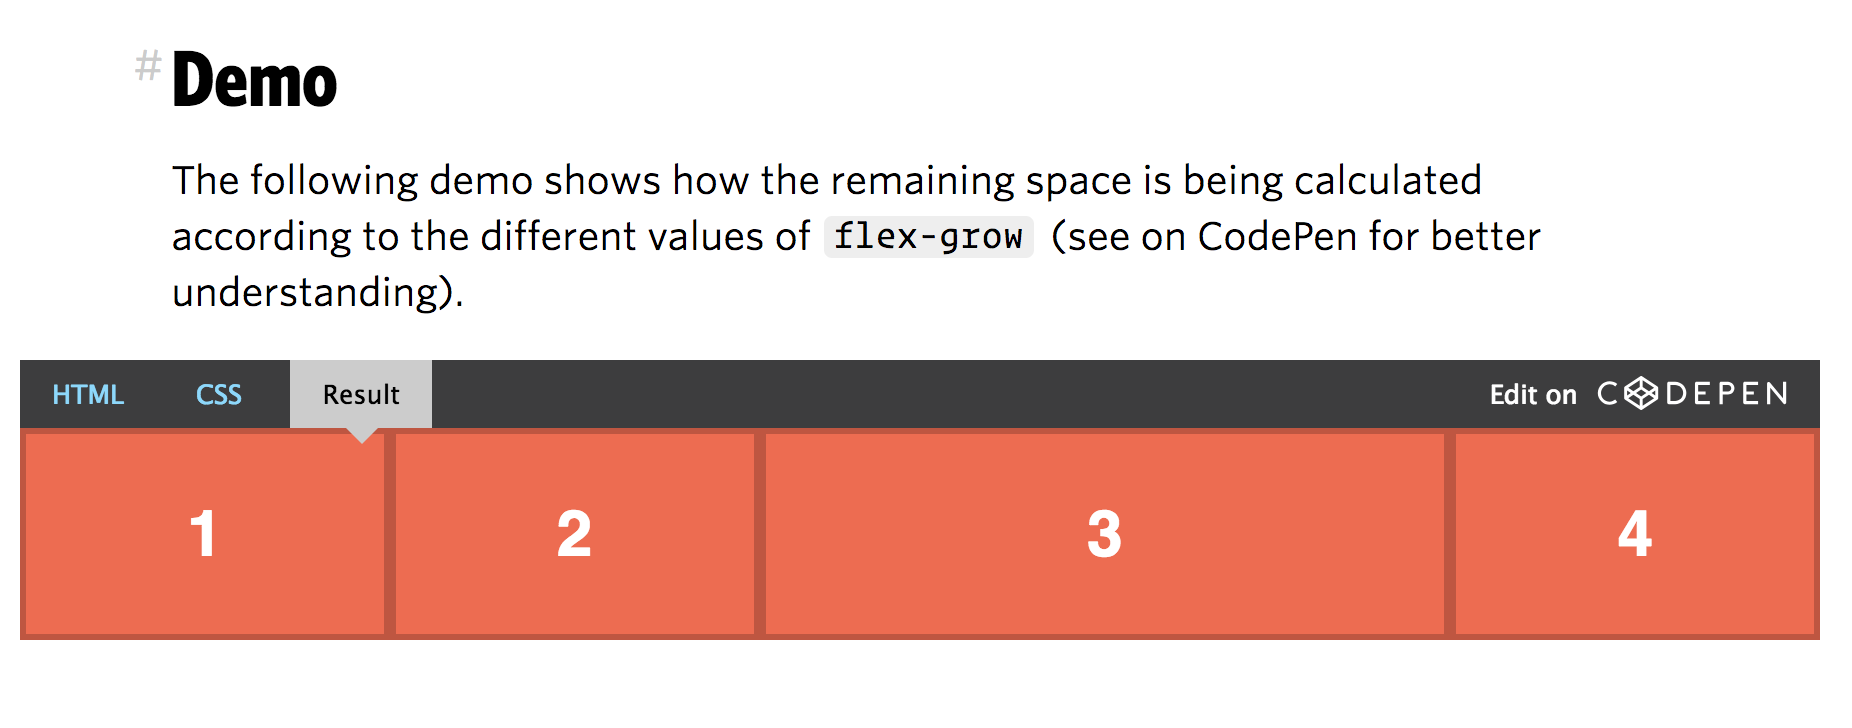 # Demo
The following demo shows how the remaining space is being calculated
according to the different values of flex-grow (see on CodePen for better
understanding).
HTML CSS Result Edit on CODEPEN
1 2 3 4